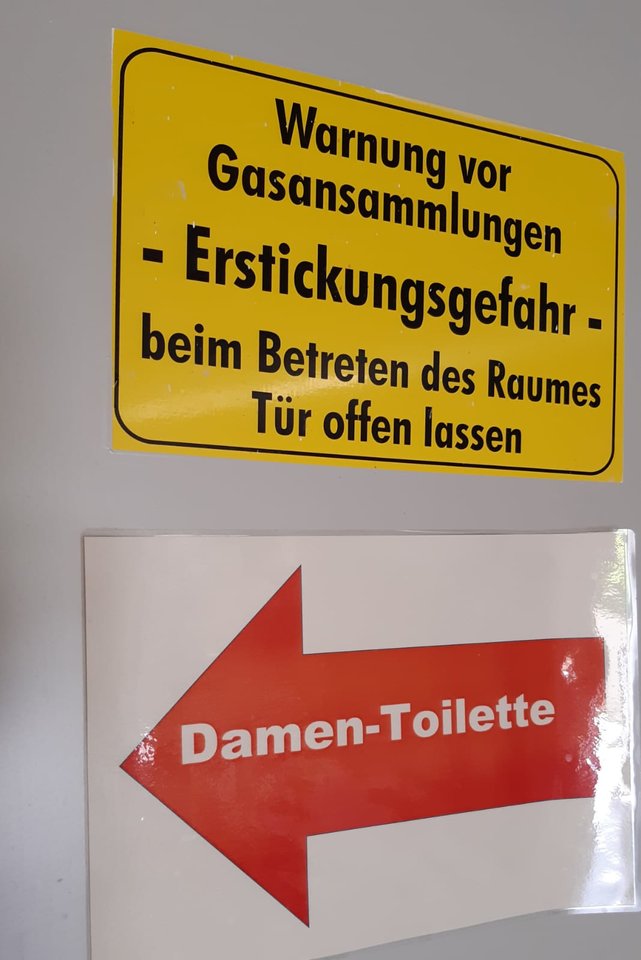 Warnung vor
Gasansammlungen
- Erstickungsgefahr -
beim Betreten des Raumes
Tür offen lassen
Damen-Toilette